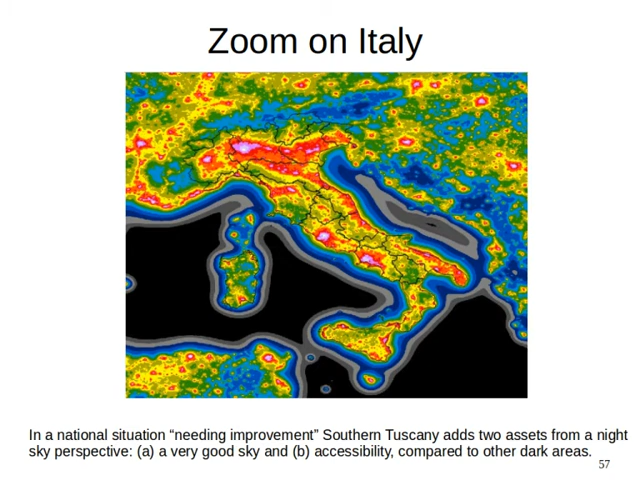 Zoom on Italy
In a national situation “needing improvement” Southern Tuscany adds two assets from a night
sky perspective: (a) a very good sky and (b) accessibility, compared to other dark areas.
57